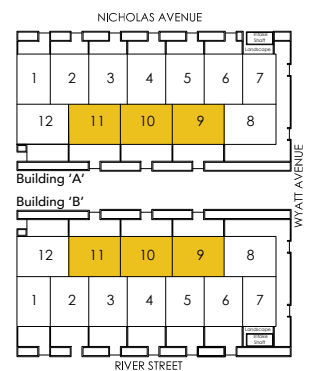 NICHOLAS AVENUE
Intake
Shaft
Landscape
1 2 3 4 5 6 7
12 11 10 9 8
Building 'A'
WYATT AVENUE
Building 'B'
12 11 10 9 8
1 2 3 4 5 6 7
Landscape
Intake
Shaft
RIVER STREET